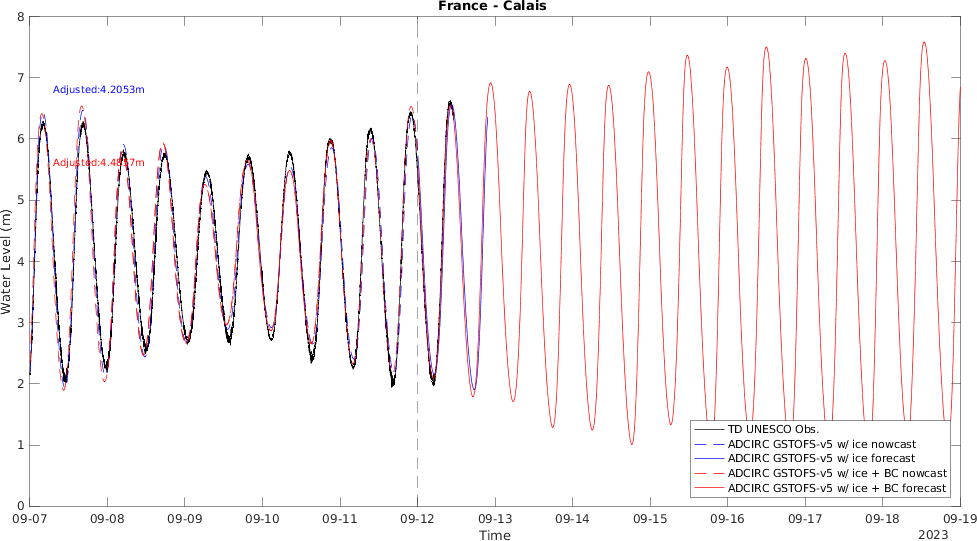 France - Calais
8
7
6
5
4
3
2
1
0
Water Level (m)
Adjusted:4.2053m
Adjusted:4.4857m
TD UNESCO Obs.
ADCIRC GSTOFS-v5 w/ ice nowcast
ADCIRC GSTOFS-v5 w/ ice forecast
ADCIRC GSTOFS-v5 w/ ice + BC nowcast
ADCIRC GSTOFS-v5 w/ ice + BC forecast
09-07 09-08 09-09 09-10 09-11 09-12 09-13 09-14 09-15 09-16 09-17 09-18 09-19
Time
2023